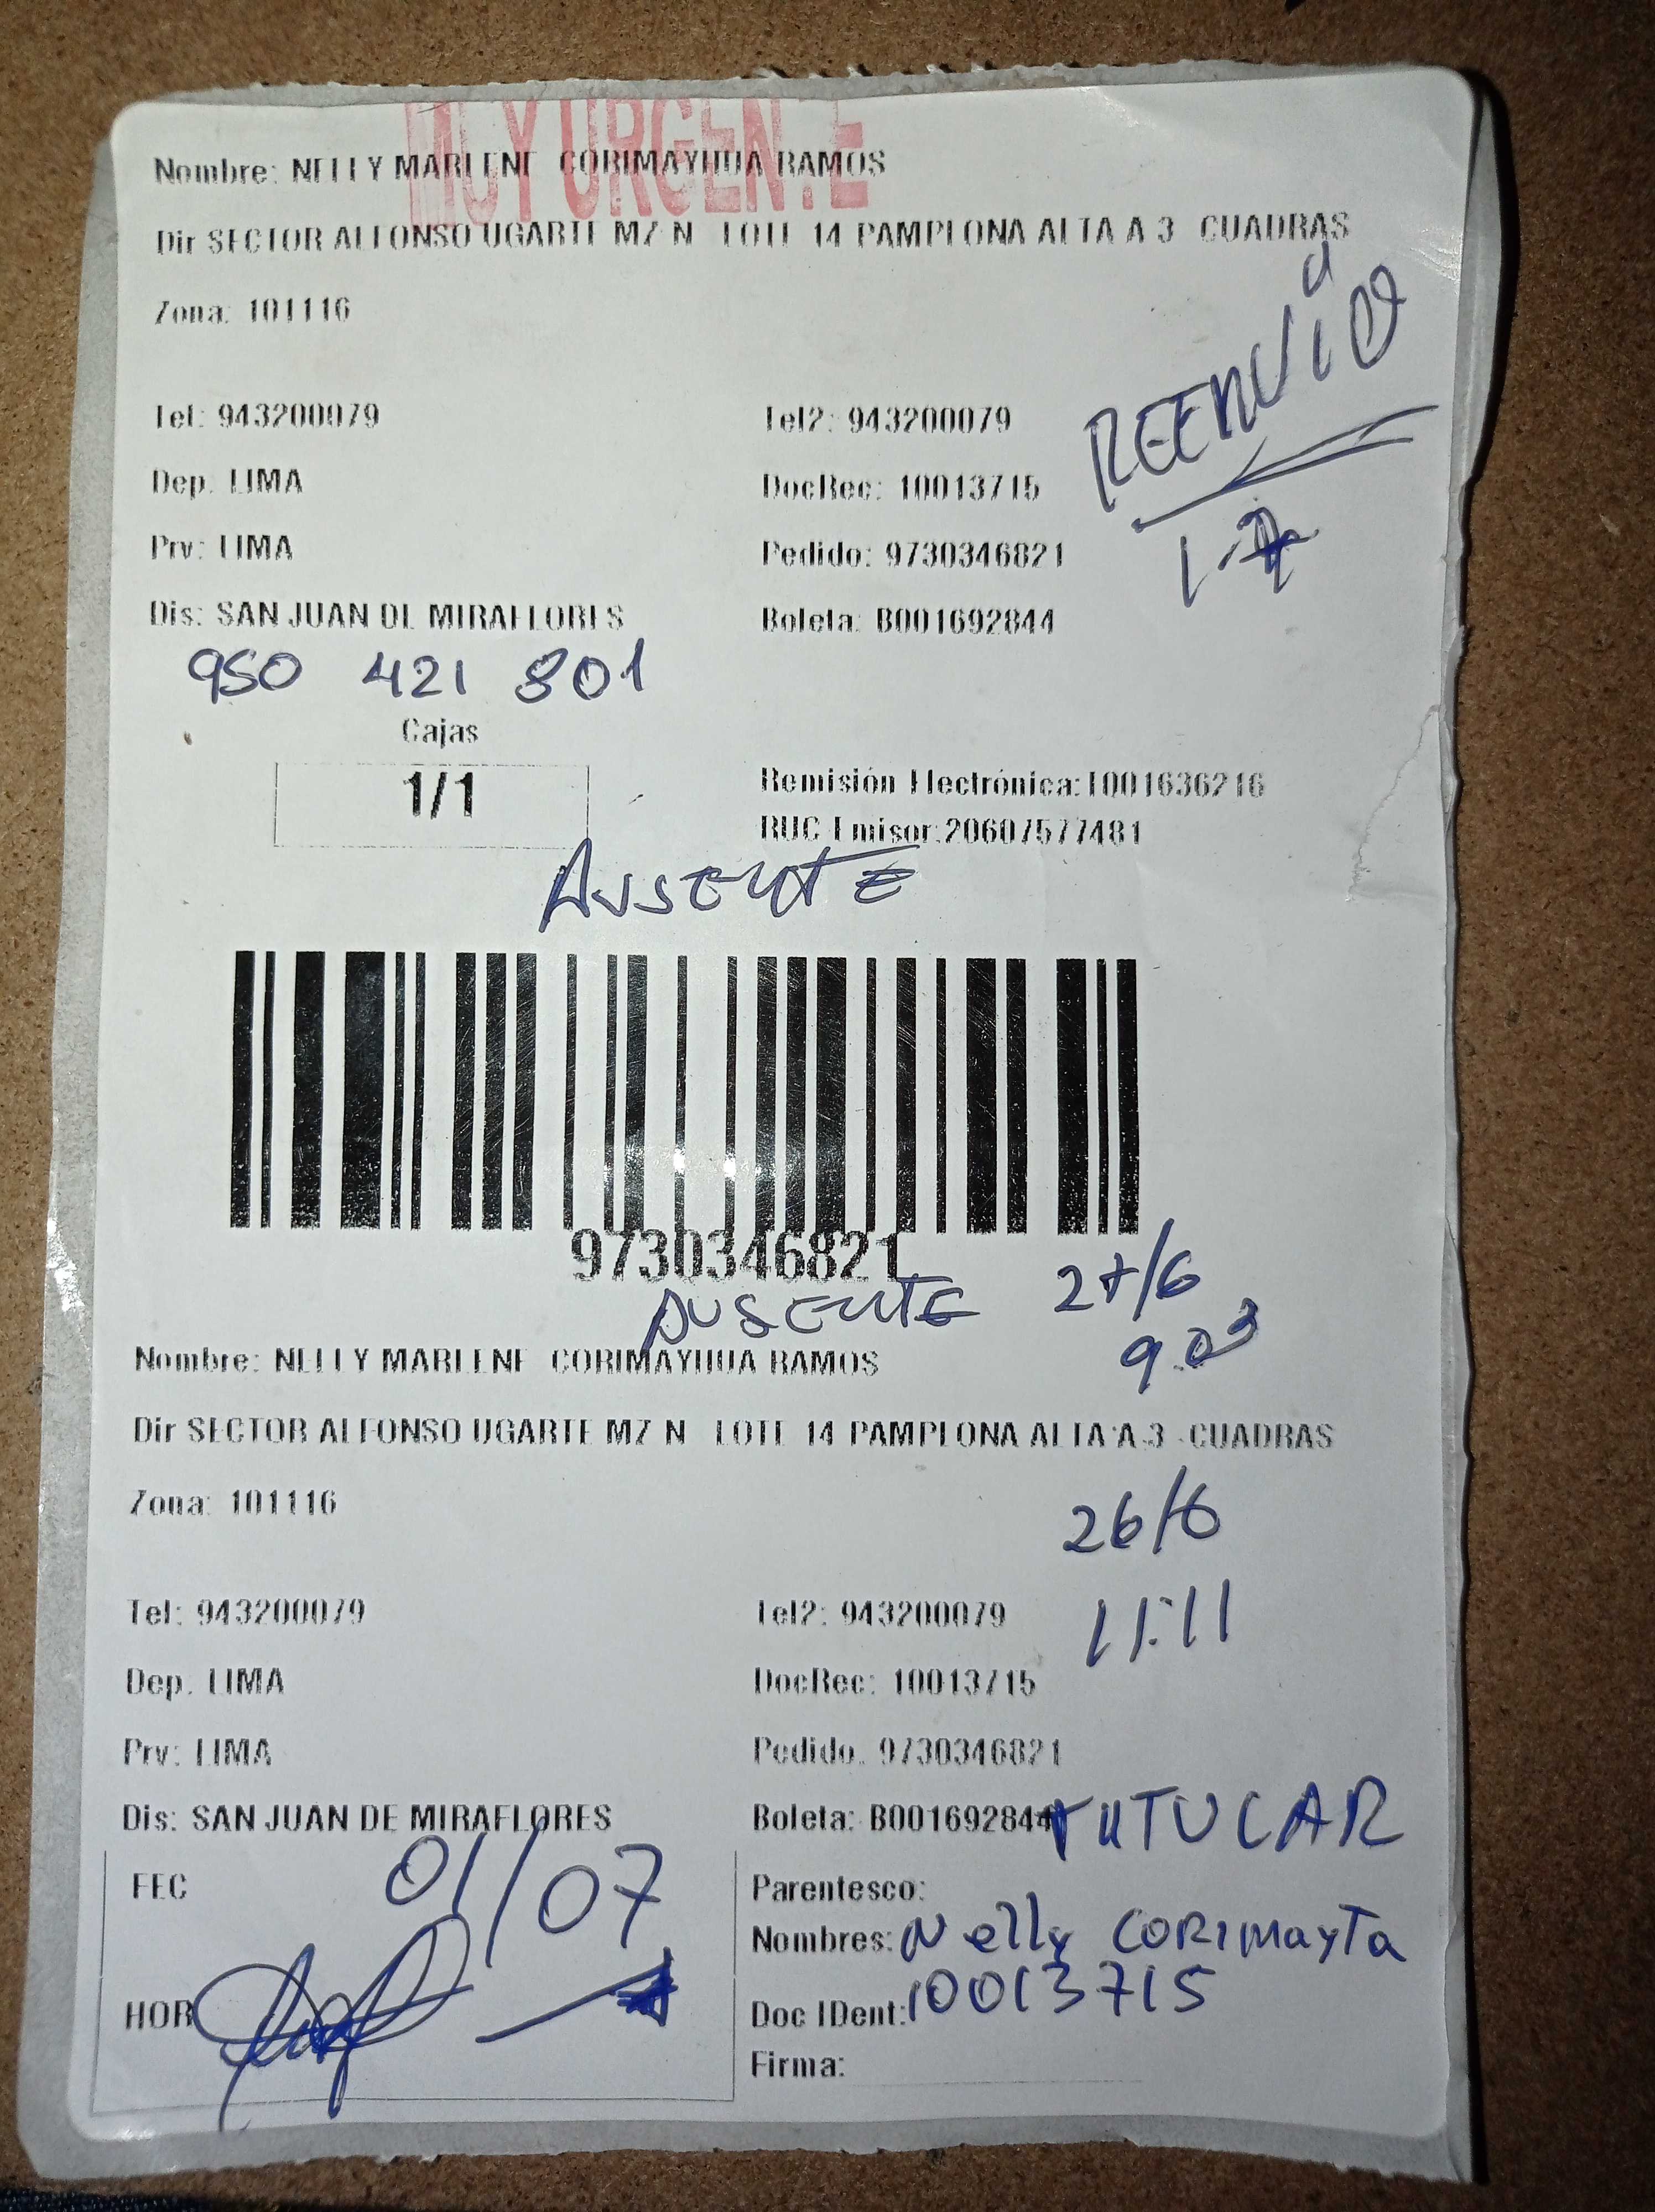 MUY URGENTE
Nombre: NELLY MARLENE CORIMAYHUA RAMOS
Dir SECTOR ALFONSO UGARTE MZ N LOTE 14 PAMPLONA ALTA A 3 CUADRAS
Zona: 101116
REENVIO
Tel: 943200079 Tel2: 943200079
Dep. LIMA DocRec: 10013715
Prv: LIMA Pedido: 9730346821
Dis: SAN JUAN DE MIRAFLORES Boleta: B001692844
950 421 801
Cajas
1/1
Remisión Electrónica:T001636216
RUC Emisor:20607577481
AUSENTE
9730346821
AUSENTE 27/6
9.03
Nombre: NELLY MARLENE CORIMAYHUA RAMOS
Dir SECTOR ALFONSO UGARTE MZ N LOTE 14 PAMPLONA ALTA A 3 CUADRAS
Zona: 101116
26/6
11:11
Tel: 943200079 Tel2: 943200079
Dep. LIMA DocRec: 10013715
Prv: LIMA Pedido. 9730346821
Dis: SAN JUAN DE MIRAFLORES Boleta: B001692844
FEC 01/07
HOR
Parentesco:
Nombres: Nelly CORIMayTa
Doc IDent: 10013715
Firma: